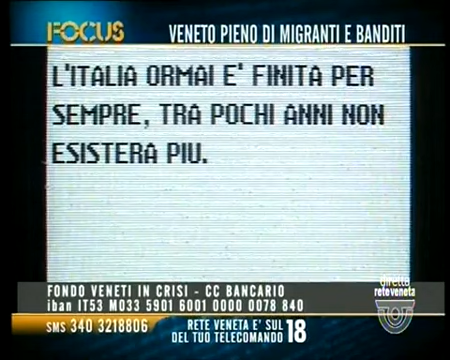 FOCUS
VENETO PIENO DI MIGRANTI E BANDITI
L'ITALIA ORMAI E' FINITA PER
SEMPRE, TRA POCHI ANNI NON
ESISTERA PIU.
diretta
reteveneta
FONDO VENETI IN CRISI - CC BANCARIO
iban IT53 M033 5901 6001 0000 0078 840
SMS 340 3218806
RETE VENETA E' SUL
DEL TUO TELECOMANDO 18